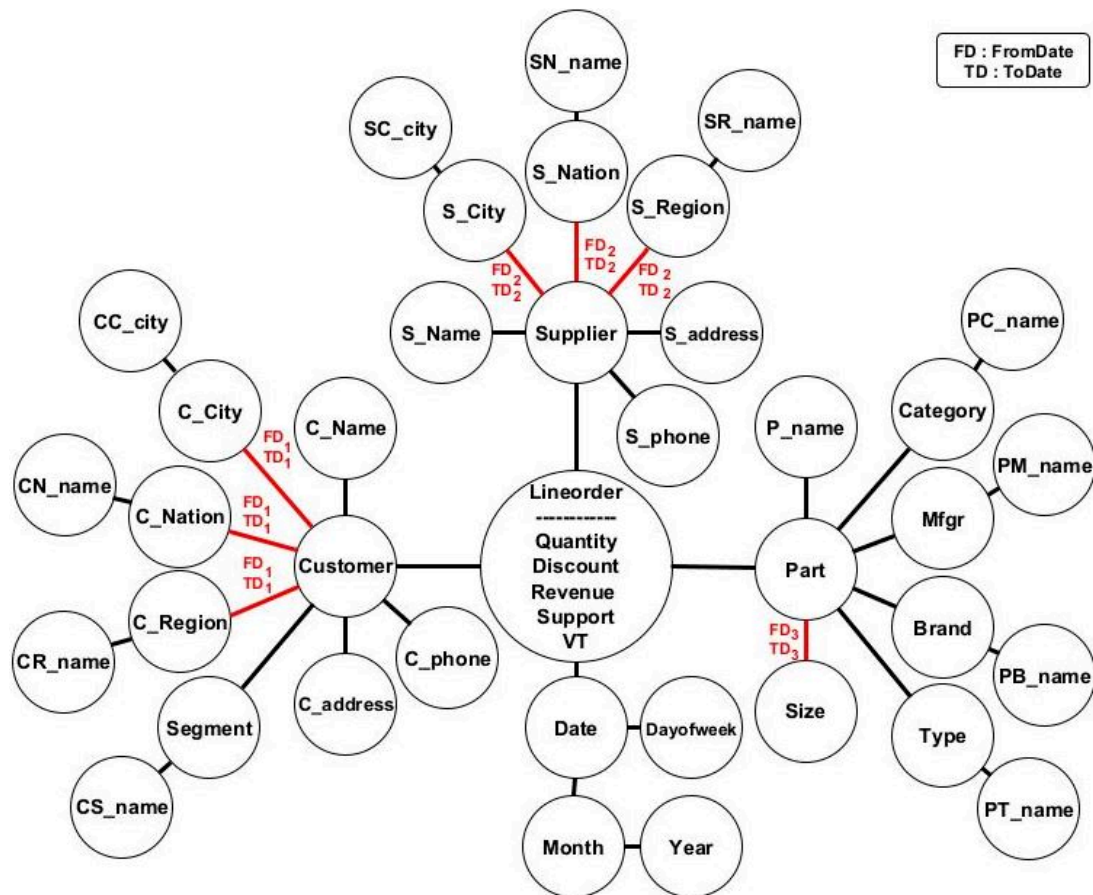 SN_name
FD : FromDate
TD : ToDate
SC_city
SR_name
S_Nation
S_City
S_Region
FD2
TD2
FD2
TD2
FD2
TD2
CC_city
S_Name
Supplier
S_address
PC_name
C_City
C_Name
S_phone
P_name
Category
FD1
TD1
CN_name
C_Nation
FD1
TD1
PM_name
Mfgr
Lineorder
------------
Quantity
Discount
Revenue
Support
VT
Customer
Part
FD1
TD1
CR_name
C_Region
C_phone
FD3
TD3
Brand
PB_name
Segment
C_address
Date
Dayofweek
Size
Type
CS_name
PT_name
Month
Year